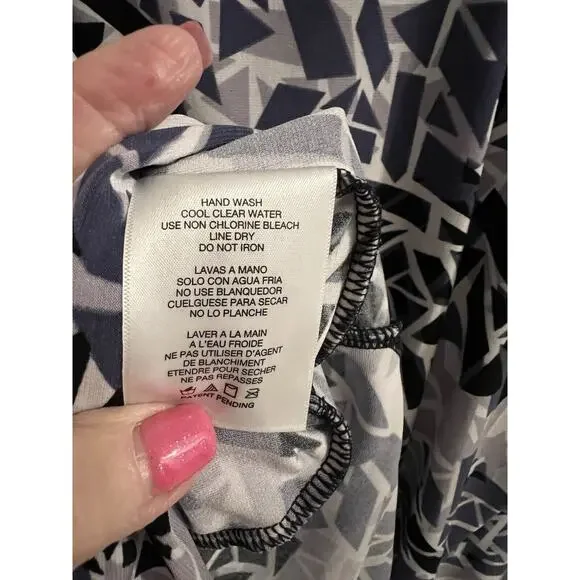 HAND WASH
COOL CLEAR WATER
USE NON CHLORINE BLEACH
LINE DRY
DO NOT IRON
LAVAS A MANO
SOLO CON AGUA FRIA
NO USE BLANQUEDOR
CUELGUESE PARA SECAR
NO LO PLANCHE
LAVER A LA MAIN
A L'EAU FROIDE
NE PAS UTILISER D'AGENT
DE BLANCHIMENT
ETENDRE POUR SECHER
NE PAS REPASSES
PATENT PENDING